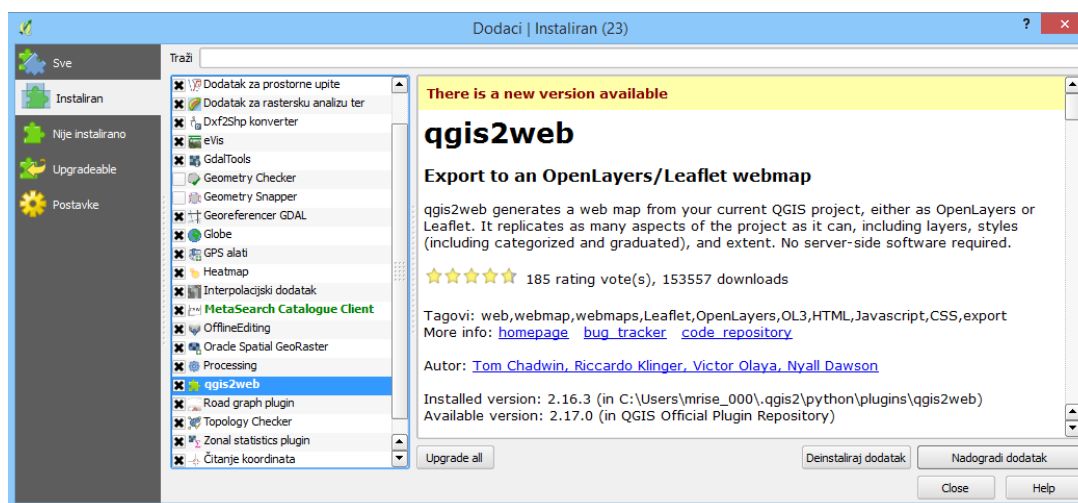 Dodaci | Instaliran (23)
? x
Sve
Instaliran
Nije instalirano
Upgradeable
Postavke
Traži
Dodatak za prostorne upite
Dodatak za rastersku analizu ter
Dxf2Shp konverter
eVis
GdalTools
Geometry Checker
Geometry Snapper
Georeferencer GDAL
Globe
GPS alati
Heatmap
Interpolacijski dodatak
MetaSearch Catalogue Client
OfflineEditing
Oracle Spatial GeoRaster
Processing
qgis2web
Road graph plugin
Topology Checker
Zonal statistics plugin
Čitanje koordinata
There is a new version available
qgis2web
Export to an OpenLayers/Leaflet webmap
qgis2web generates a web map from your current QGIS project, either as OpenLayers or
Leaflet. It replicates as many aspects of the project as it can, including layers, styles
(including categorized and graduated), and extent. No server-side software required.
185 rating vote(s), 153557 downloads
Tagovi: web,webmap,webmaps,Leaflet,OpenLayers,OL3,HTML,Javascript,CSS,export
More info: homepage bug tracker code repository
Autor: Tom Chadwin, Riccardo Klinger, Victor Olaya, Nyall Dawson
Installed version: 2.16.3 (in C:\Users\mrise_000\.qgis2\python\plugins\qgis2web)
Available version: 2.17.0 (in QGIS Official Plugin Repository)
Upgrade all
Deinstaliraj dodatak
Nadogradi dodatak
Close
Help